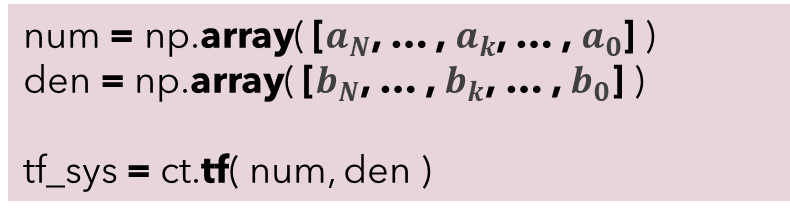 num = np.array( [a_N, … , a_k, … , a_0] )
den = np.array( [b_N, … , b_k, … , b_0] )
tf_sys = ct.tf( num, den )